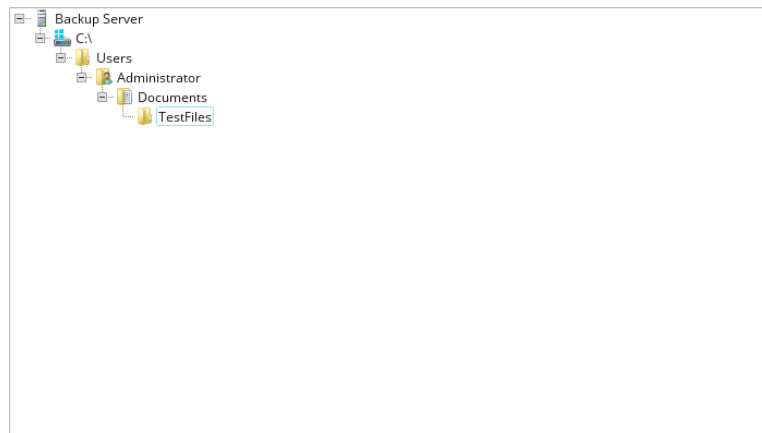 Backup Server
C:\
Users
Administrator
Documents
TestFiles